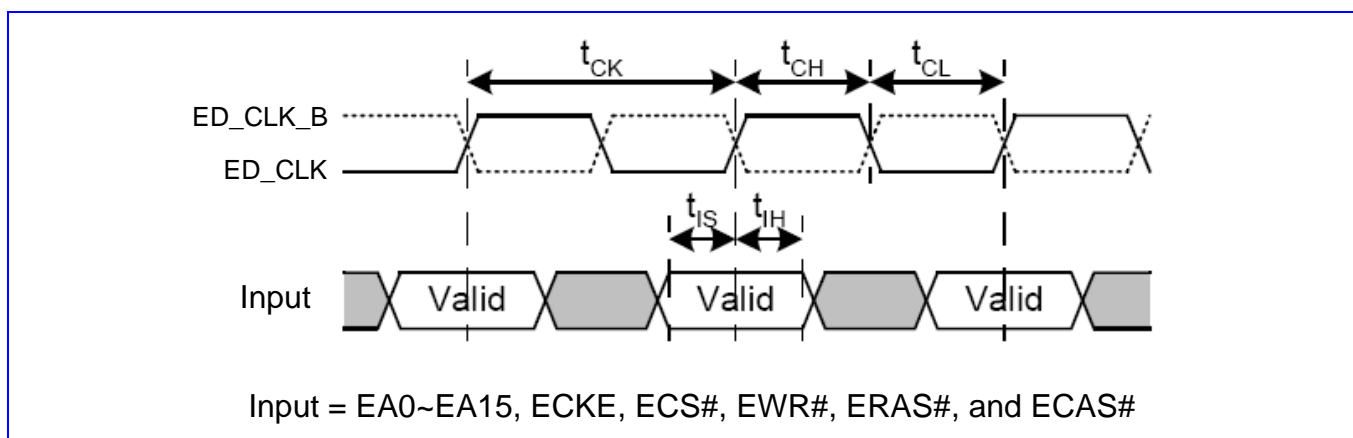 tCK tCH tCL
ED_CLK_B
ED_CLK
tIS tIH
Input Valid Valid Valid
Input = EA0~EA15, ECKE, ECS#, EWR#, ERAS#, and ECAS#